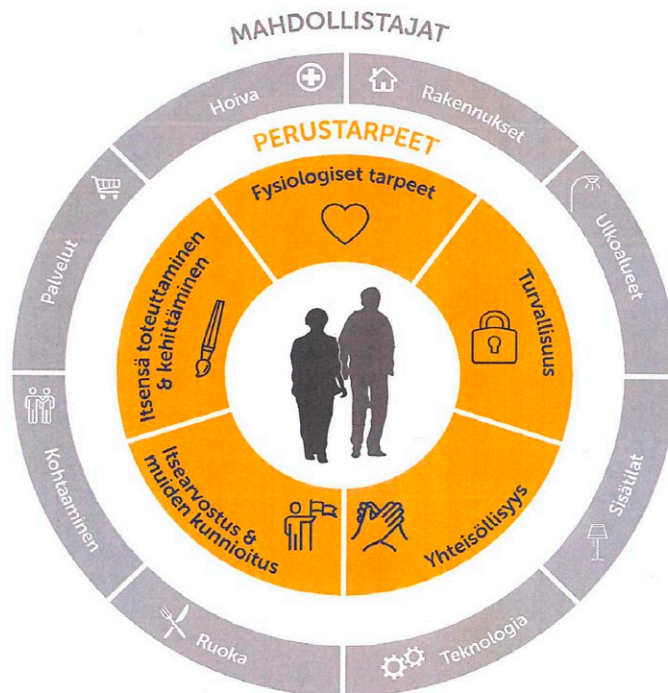 MAHDOLLISTAJAT
Hoiva
Rakennukset
Ulkoalueet
Sisätilat
Teknologia
Ruoka
Kohtaaminen
Palvelut
PERUSTARPEET
Fysiologiset tarpeet
Turvallisuus
Yhteisöllisyys
Itsearvostus &
muiden kunnioitus
Itsensä toteuttaminen
& kehittäminen